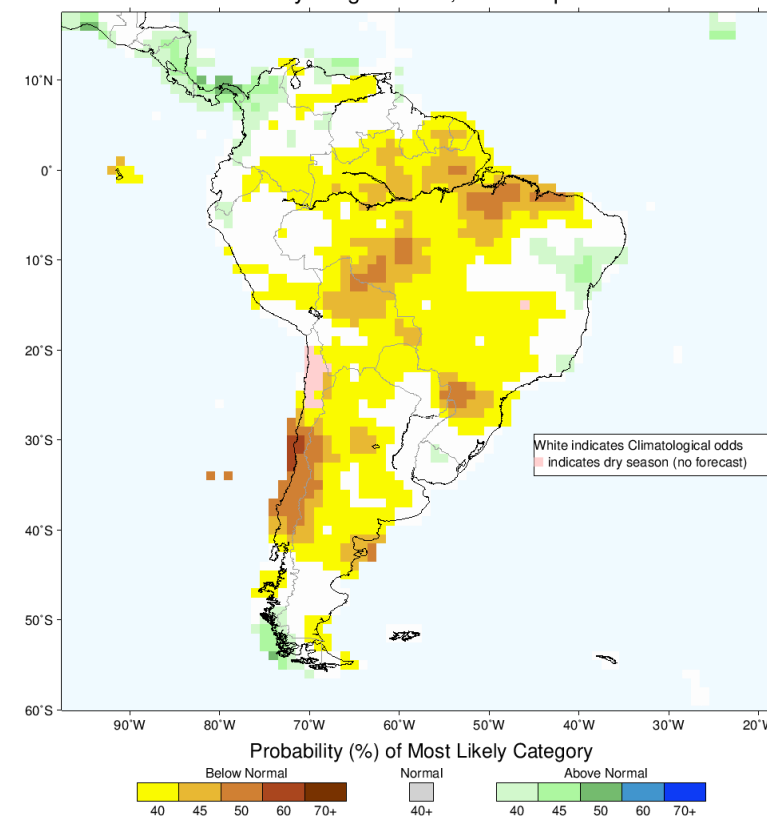 10°N
0°
10°S
20°S
30°S
40°S
50°S
60°S
White indicates Climatological odds
indicates dry season (no forecast)
90°W 80°W 70°W 60°W 50°W 40°W 30°W 20°W
Probability (%) of Most Likely Category
Below Normal Normal Above Normal
40 45 50 60 70+ 40+ 40 45 50 60 70+